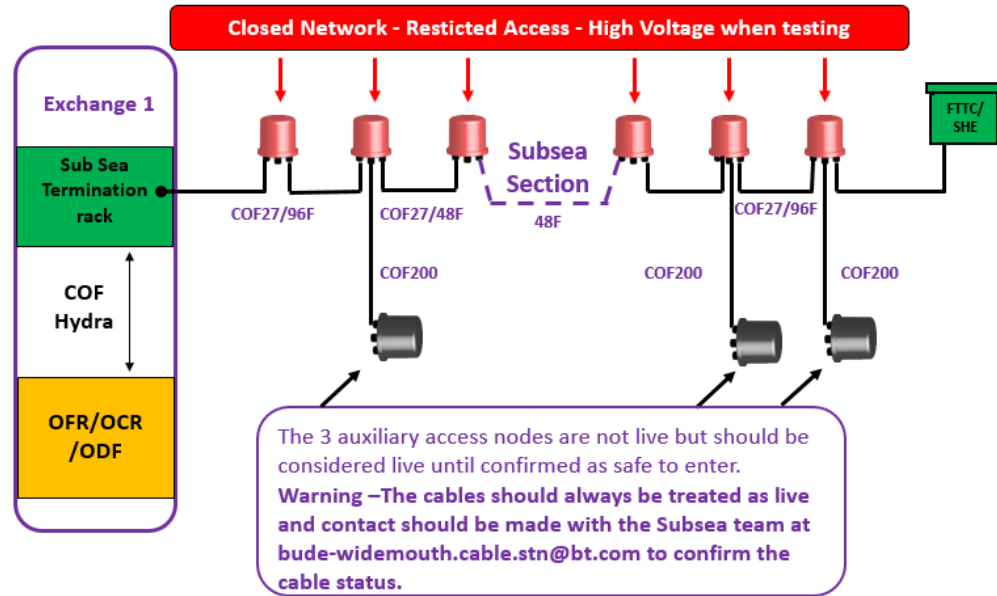 Closed Network - Resticted Access - High Voltage when testing
Exchange 1
Sub Sea
Termination
rack
COF
Hydra
OFR/OCR
/ODF
COF27/96F
COF27/48F
Subsea
Section
48F
COF27/96F
FTTC/
SHE
COF200
COF200
COF200
The 3 auxiliary access nodes are not live but should be
considered live until confirmed as safe to enter.
Warning –The cables should always be treated as live
and contact should be made with the Subsea team at
bude-widemouth.cable.stn@bt.com to confirm the
cable status.